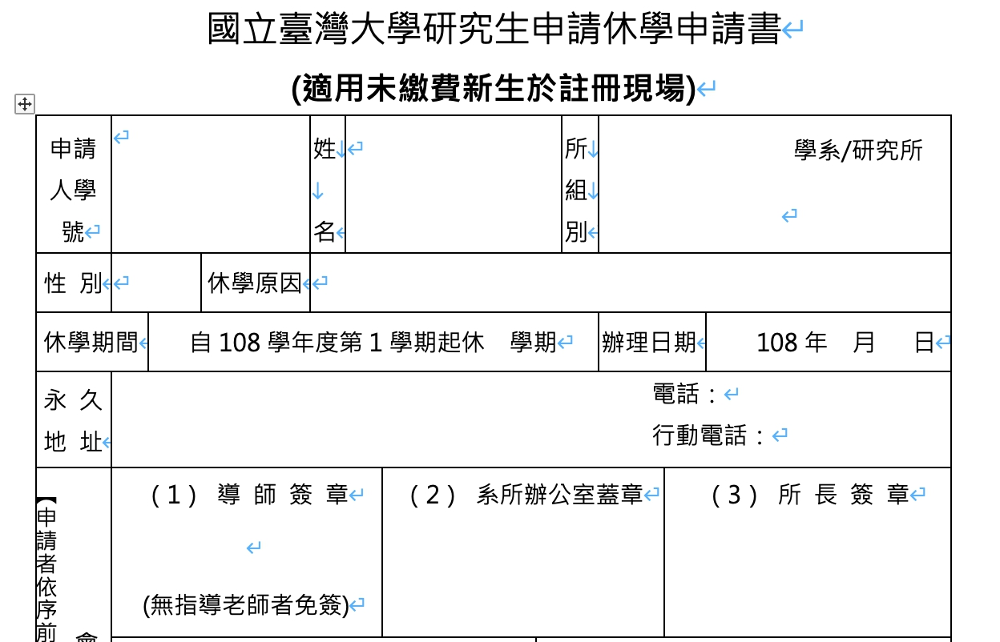 國立臺灣大學研究生申請休學申請書
(適用未繳費新生於註冊現場)
申請人學號
姓名
所組別
學系/研究所
性 別
休學原因
休學期間
自 108 學年度第 1 學期起休 學期
辦理日期
108 年 月 日
永 久
地 址
電話：
行動電話：
(1) 導 師 簽 章
(無指導老師者免簽)
(2) 系所辦公室蓋章
(3) 所 長 簽 章
【申請者依序前
會